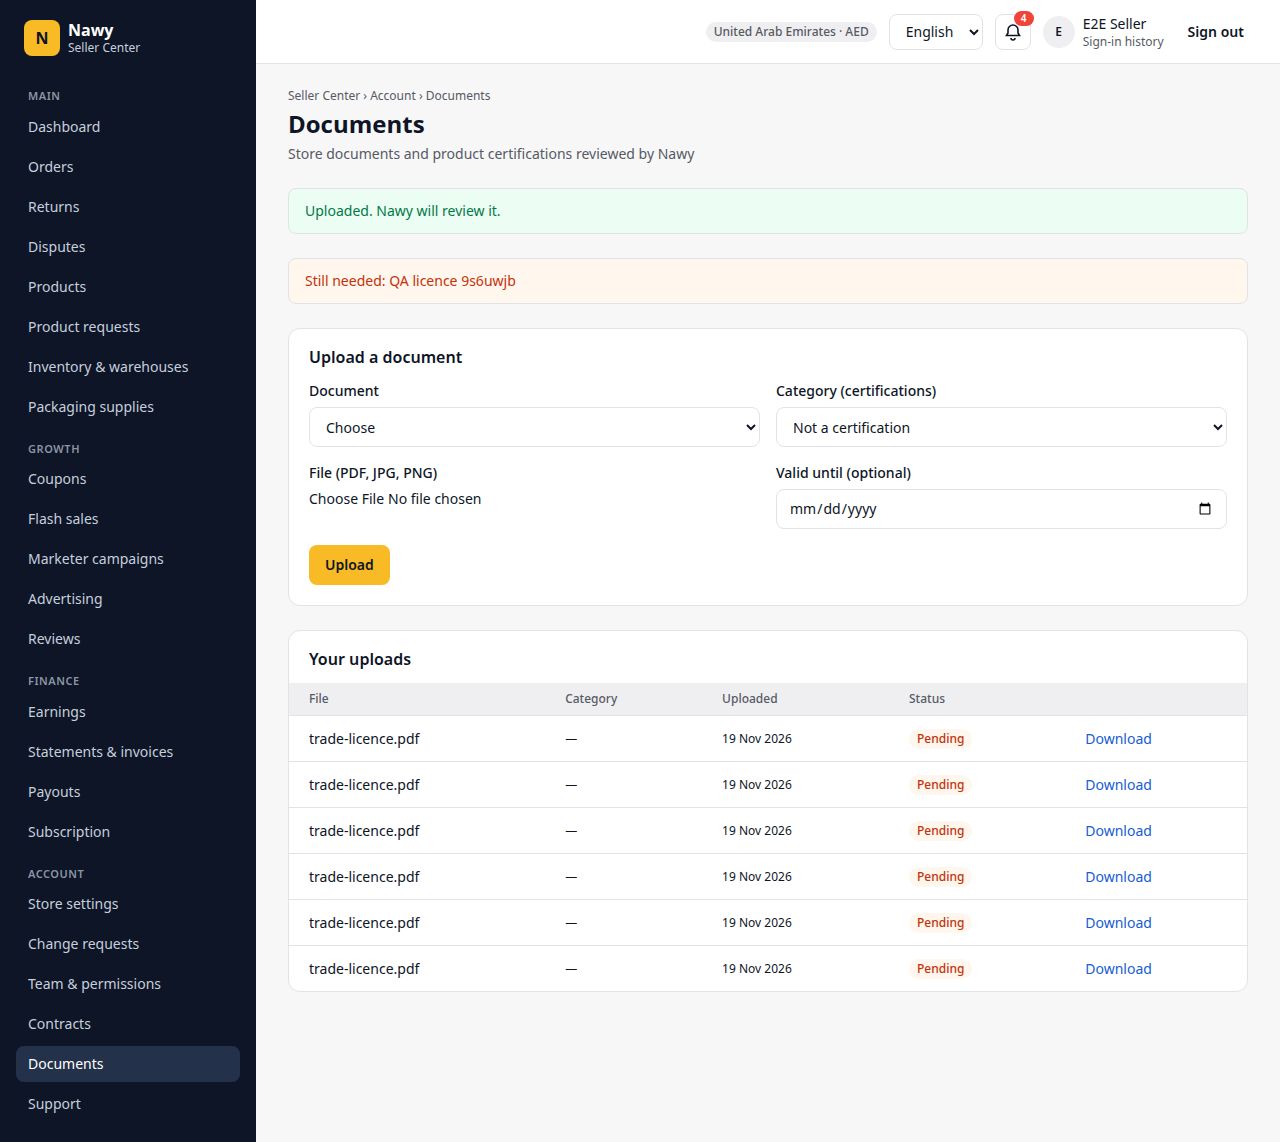 N
Nawy
Seller Center
MAIN
Dashboard
Orders
Returns
Disputes
Products
Product requests
Inventory & warehouses
Packaging supplies
GROWTH
Coupons
Flash sales
Marketer campaigns
Advertising
Reviews
FINANCE
Earnings
Statements & invoices
Payouts
Subscription
ACCOUNT
Store settings
Change requests
Team & permissions
Contracts
Documents
Support
United Arab Emirates · AED
English
4
E
E2E Seller
Sign-in history
Sign out
Seller Center › Account › Documents
Documents
Store documents and product certifications reviewed by Nawy
Uploaded. Nawy will review it.
Still needed: QA licence 9s6uwjb
Upload a document
Document
Choose
Category (certifications)
Not a certification
File (PDF, JPG, PNG)
Choose File No file chosen
Valid until (optional)
mm/dd/yyyy
Upload
Your uploads
File Category Uploaded Status
trade-licence.pdf — 19 Nov 2026 Pending Download
trade-licence.pdf — 19 Nov 2026 Pending Download
trade-licence.pdf — 19 Nov 2026 Pending Download
trade-licence.pdf — 19 Nov 2026 Pending Download
trade-licence.pdf — 19 Nov 2026 Pending Download
trade-licence.pdf — 19 Nov 2026 Pending Download